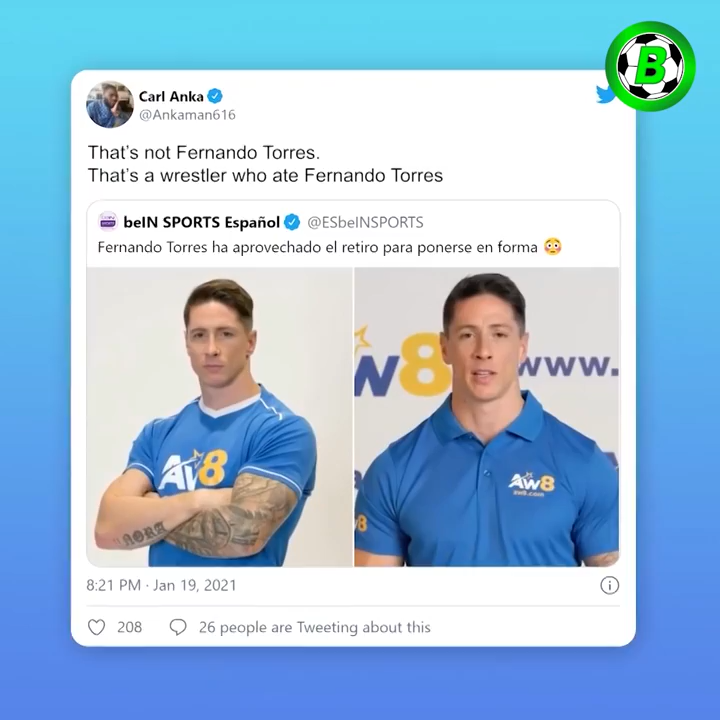 B
Carl Anka
@Ankaman616
That's not Fernando Torres.
That's a wrestler who ate Fernando Torres
beIN SPORTS Español @ESbeINSPORTS
Fernando Torres ha aprovechado el retiro para ponerse en forma 😳
Aw8
w8
www.
Aw8
aw8.com
8:21 PM · Jan 19, 2021
208
26 people are Tweeting about this